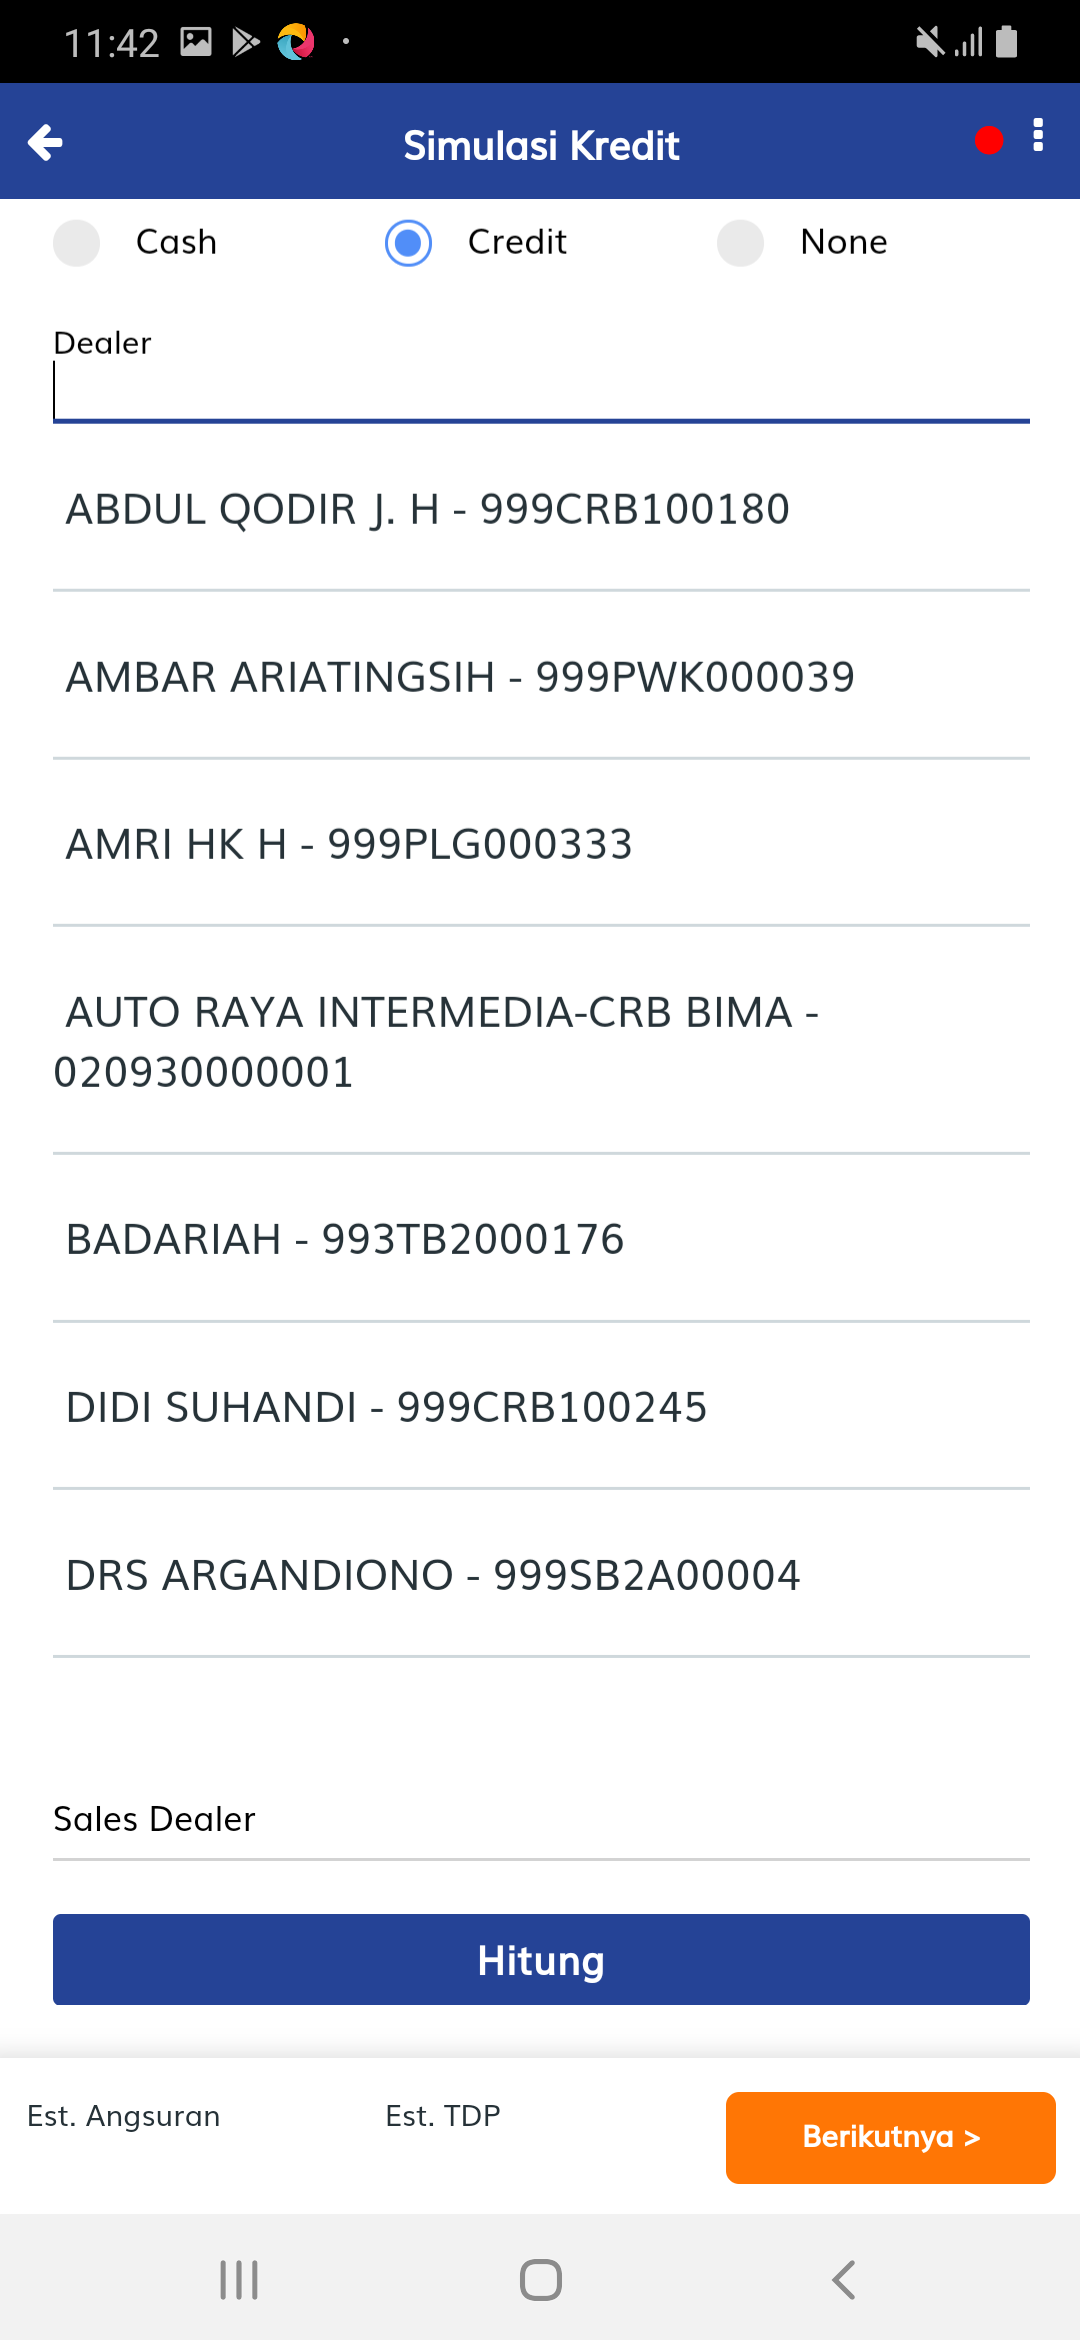 11:42
Simulasi Kredit
Cash Credit None
Dealer
ABDUL QODIR J. H - 999CRB100180
AMBAR ARIATINGSIH - 999PWK000039
AMRI HK H - 999PLG000333
AUTO RAYA INTERMEDIA-CRB BIMA -
020930000001
BADARIAH - 993TB2000176
DIDI SUHANDI - 999CRB100245
DRS ARGANDIONO - 999SB2A00004
Sales Dealer
Hitung
Est. Angsuran Est. TDP Berikutnya >